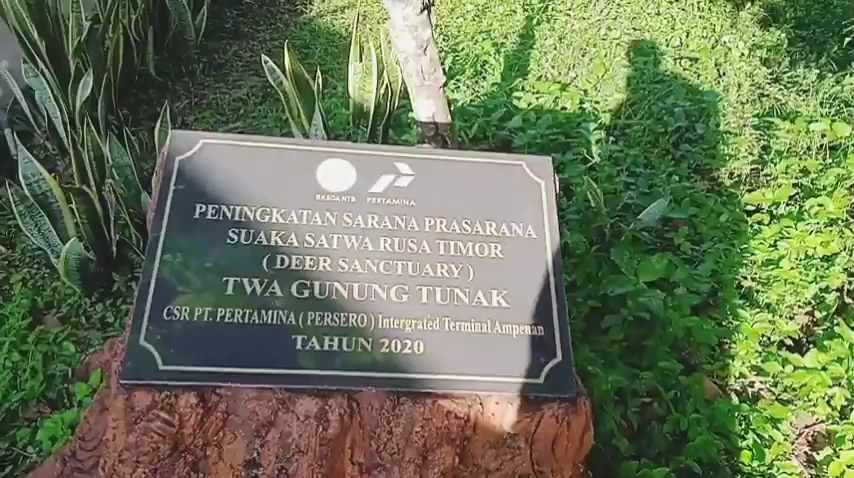 BKSDA NTB PERTAMINA
PENINGKATAN SARANA PRASARANA
SUAKA SATWA RUSA TIMOR
(DEER SANCTUARY)
TWA GUNUNG TUNAK
CSR PT. PERTAMINA (PERSERO) Intergrated Terminal Ampenan
TAHUN 2020